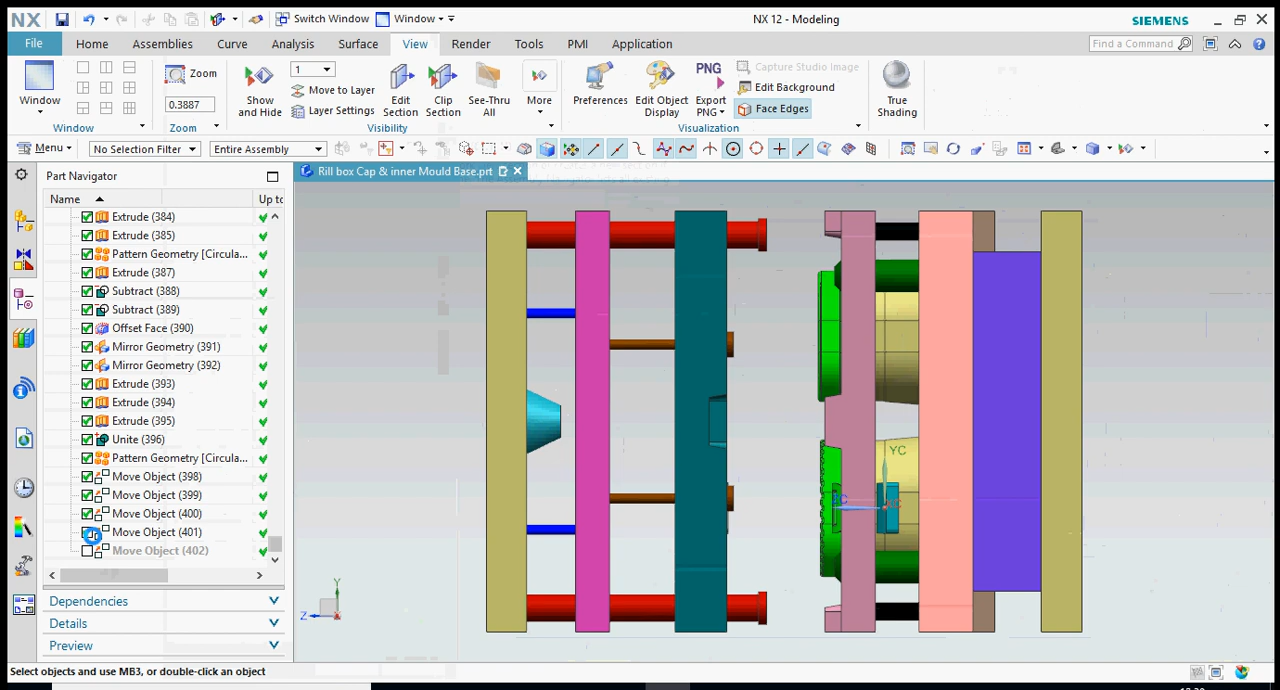 NX Switch Window Window NX 12 - Modeling SIEMENS
File Home Assemblies Curve Analysis Surface View Render Tools PMI Application Find a Command
Window Zoom 0.3887 Show and Hide 1 Move to Layer Layer Settings Edit Section Clip Section See-Thru All More Preferences Edit Object Display PNG Export PNG Capture Studio Image Edit Background Face Edges True Shading
Window Zoom Visibility Visualization
Menu No Selection Filter Entire Assembly
Part Navigator
Rill box Cap & inner Mould Base.prt
Name Up to
Extrude (384)
Extrude (385)
Pattern Geometry [Circula...
Extrude (387)
Subtract (388)
Subtract (389)
Offset Face (390)
Mirror Geometry (391)
Mirror Geometry (392)
Extrude (393)
Extrude (394)
Extrude (395)
Unite (396)
Pattern Geometry [Circula...
Move Object (398)
Move Object (399)
Move Object (400)
Move Object (401)
Move Object (402)
YC
Y
Z X
Dependencies
Details
Preview
Select objects and use MB3, or double-click an object